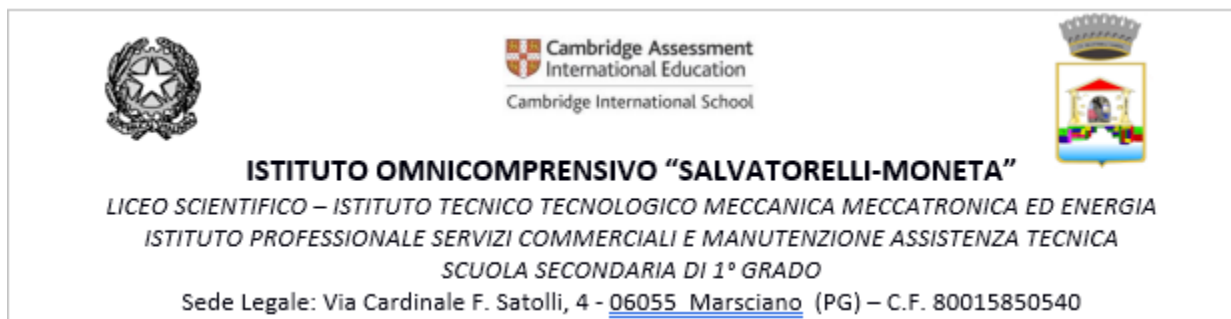 Cambridge Assessment
International Education
Cambridge International School
ISTITUTO OMNICOMPRENSIVO “SALVATORELLI-MONETA”
LICEO SCIENTIFICO – ISTITUTO TECNICO TECNOLOGICO MECCANICA MECCATRONICA ED ENERGIA
ISTITUTO PROFESSIONALE SERVIZI COMMERCIALI E MANUTENZIONE ASSISTENZA TECNICA
SCUOLA SECONDARIA DI 1° GRADO
Sede Legale: Via Cardinale F. Satolli, 4 - 06055 Marsciano (PG) – C.F. 80015850540